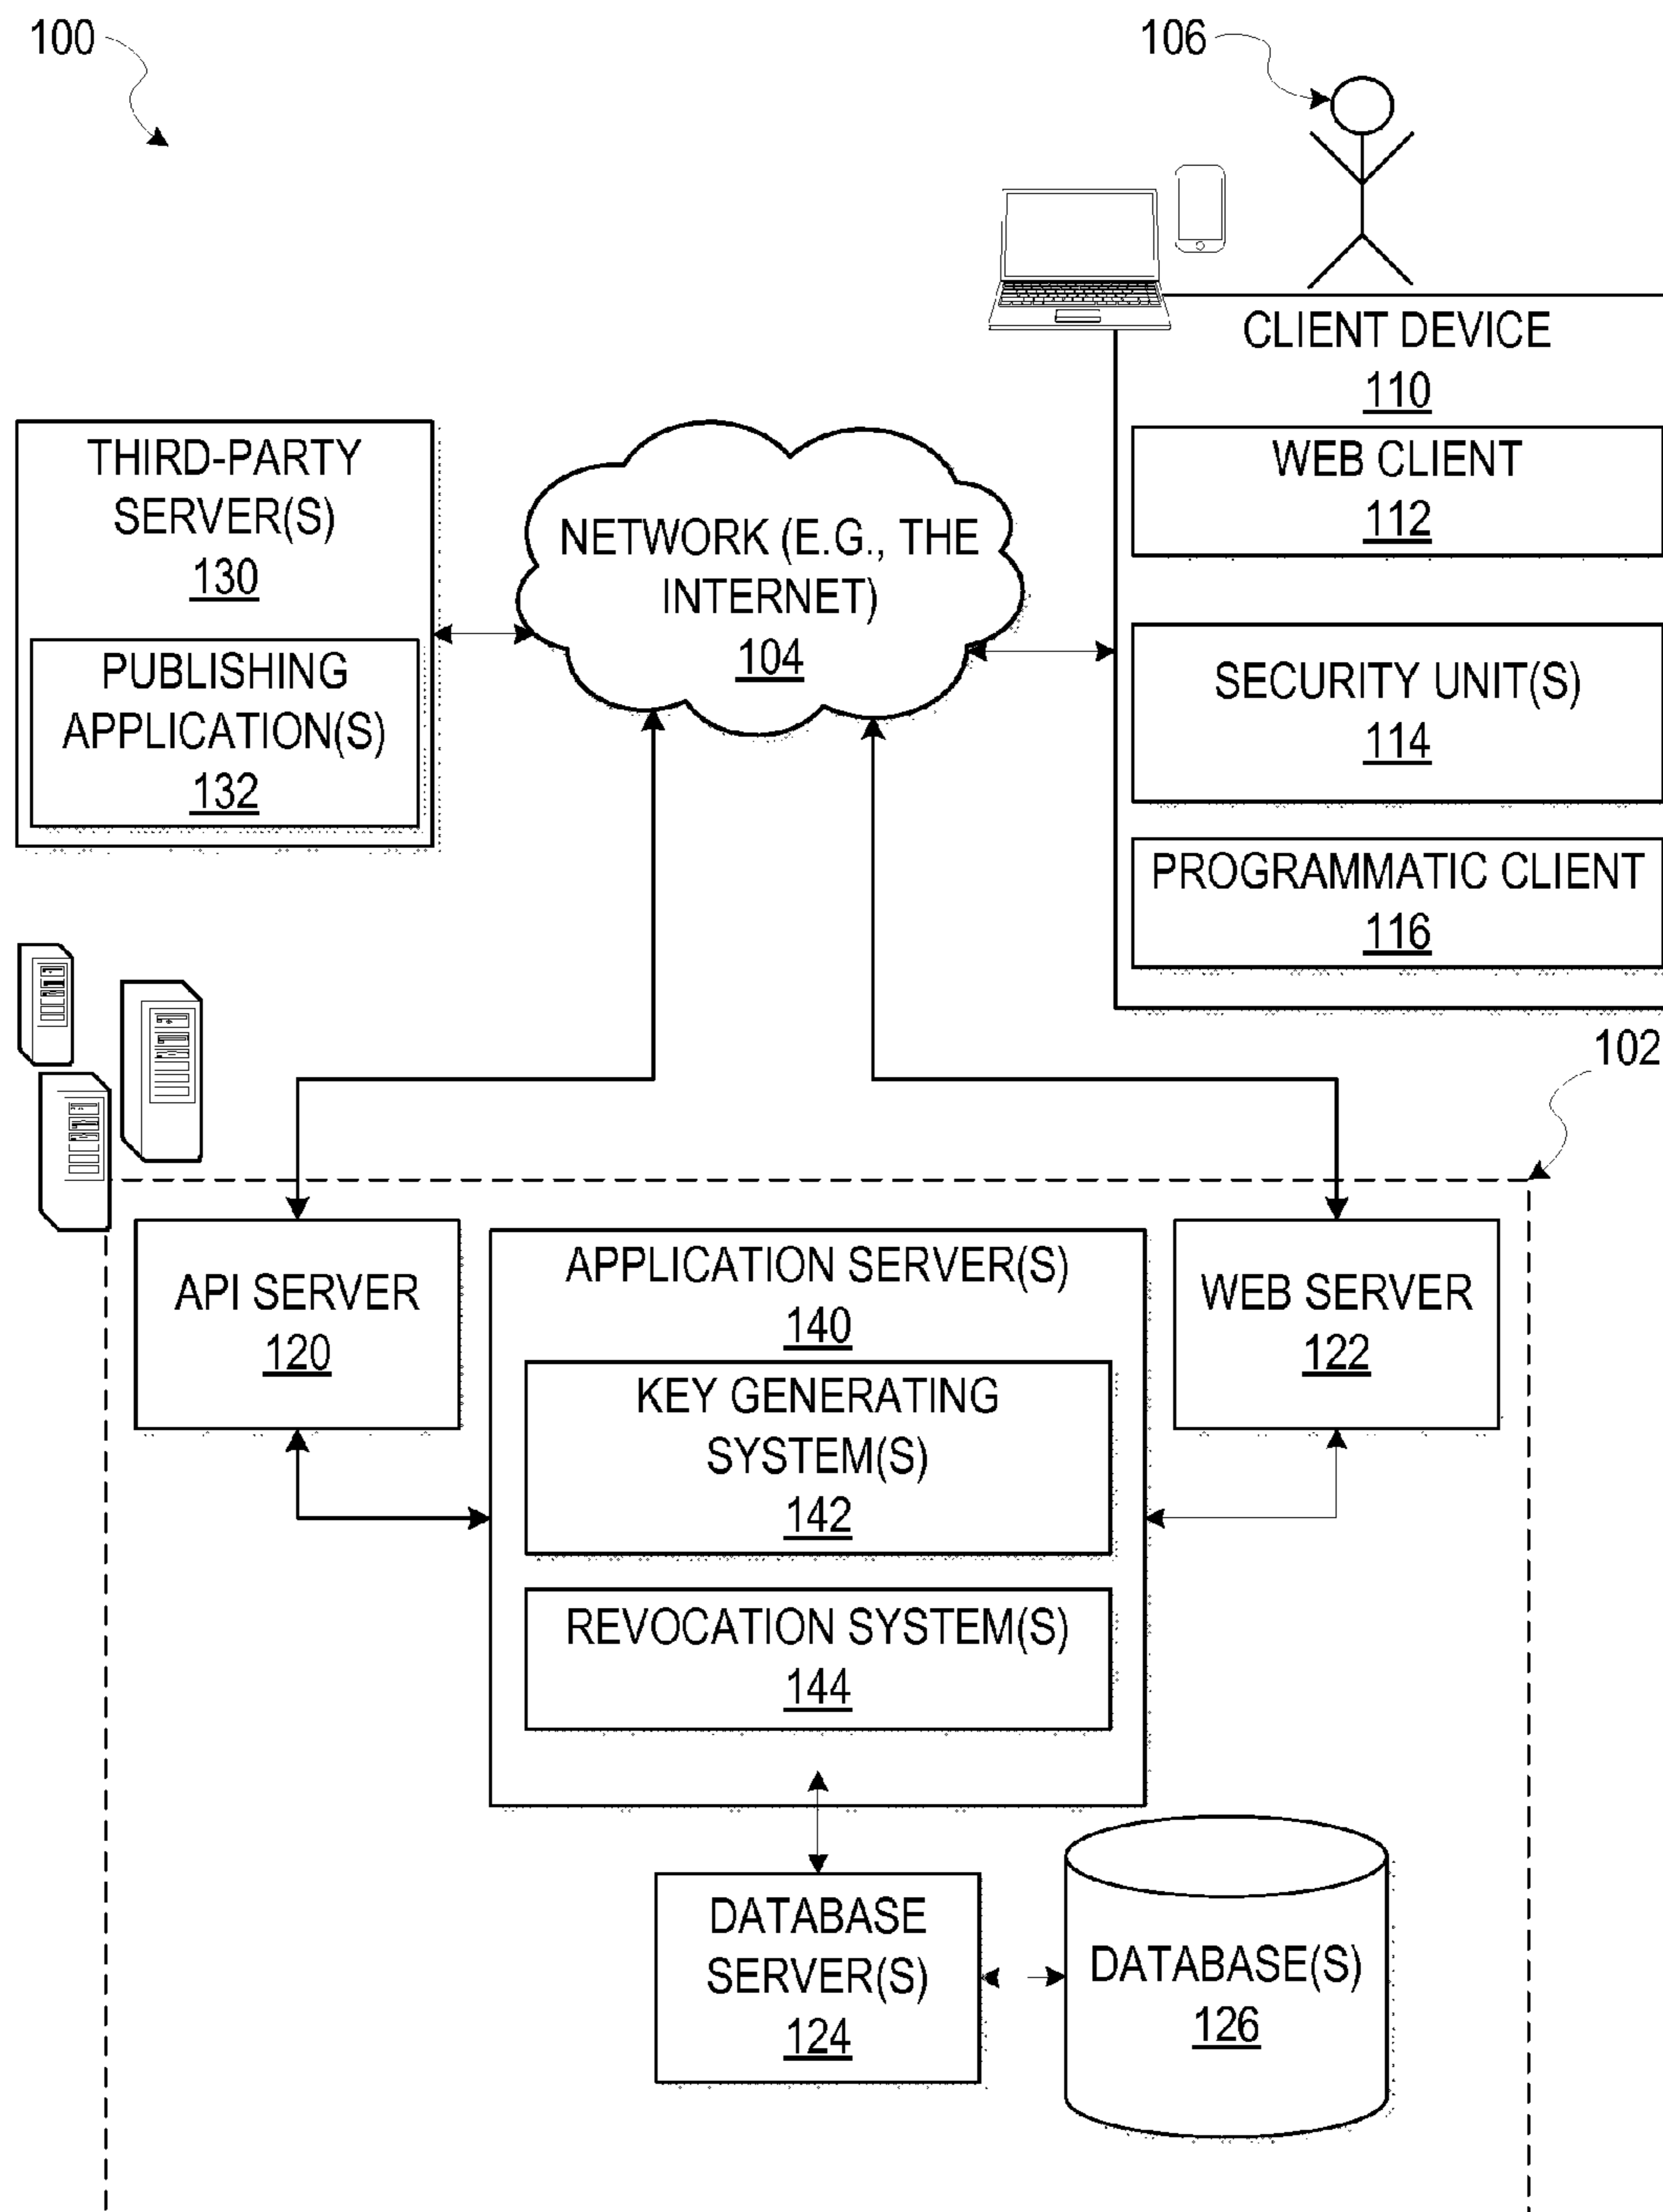 100
106
CLIENT DEVICE
110
WEB CLIENT
112
SECURITY UNIT(S)
114
PROGRAMMATIC CLIENT
116
THIRD-PARTY
SERVER(S)
130
PUBLISHING
APPLICATION(S)
132
NETWORK (E.G., THE
INTERNET)
104
102
API SERVER
120
APPLICATION SERVER(S)
140
KEY GENERATING
SYSTEM(S)
142
REVOCATION SYSTEM(S)
144
WEB SERVER
122
DATABASE
SERVER(S)
124
DATABASE(S)
126